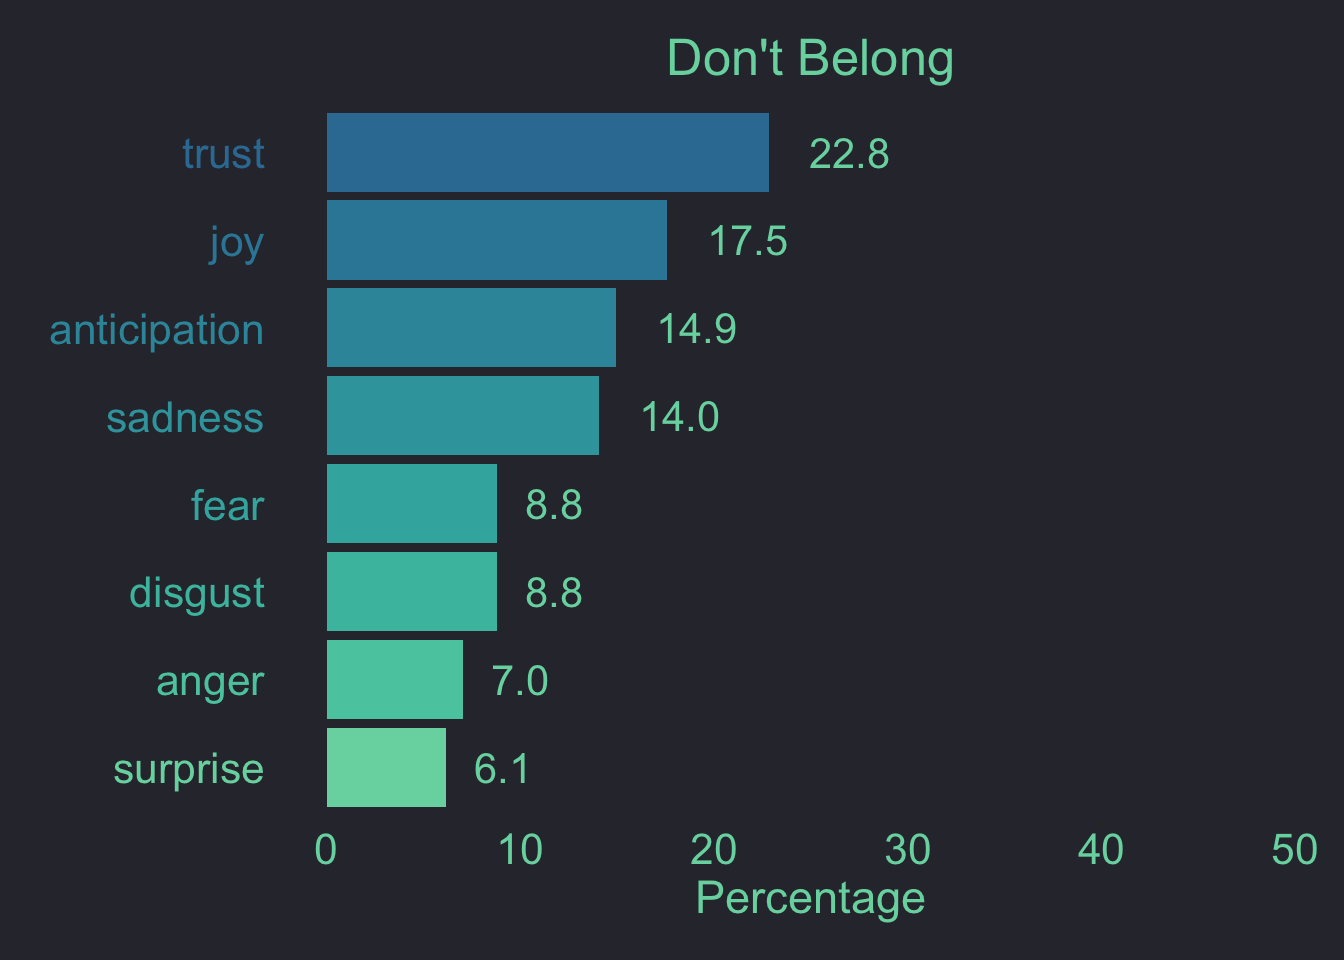 Don't Belong
trust 22.8
joy 17.5
anticipation 14.9
sadness 14.0
fear 8.8
disgust 8.8
anger 7.0
surprise 6.1
0 10 20 30 40 50
Percentage